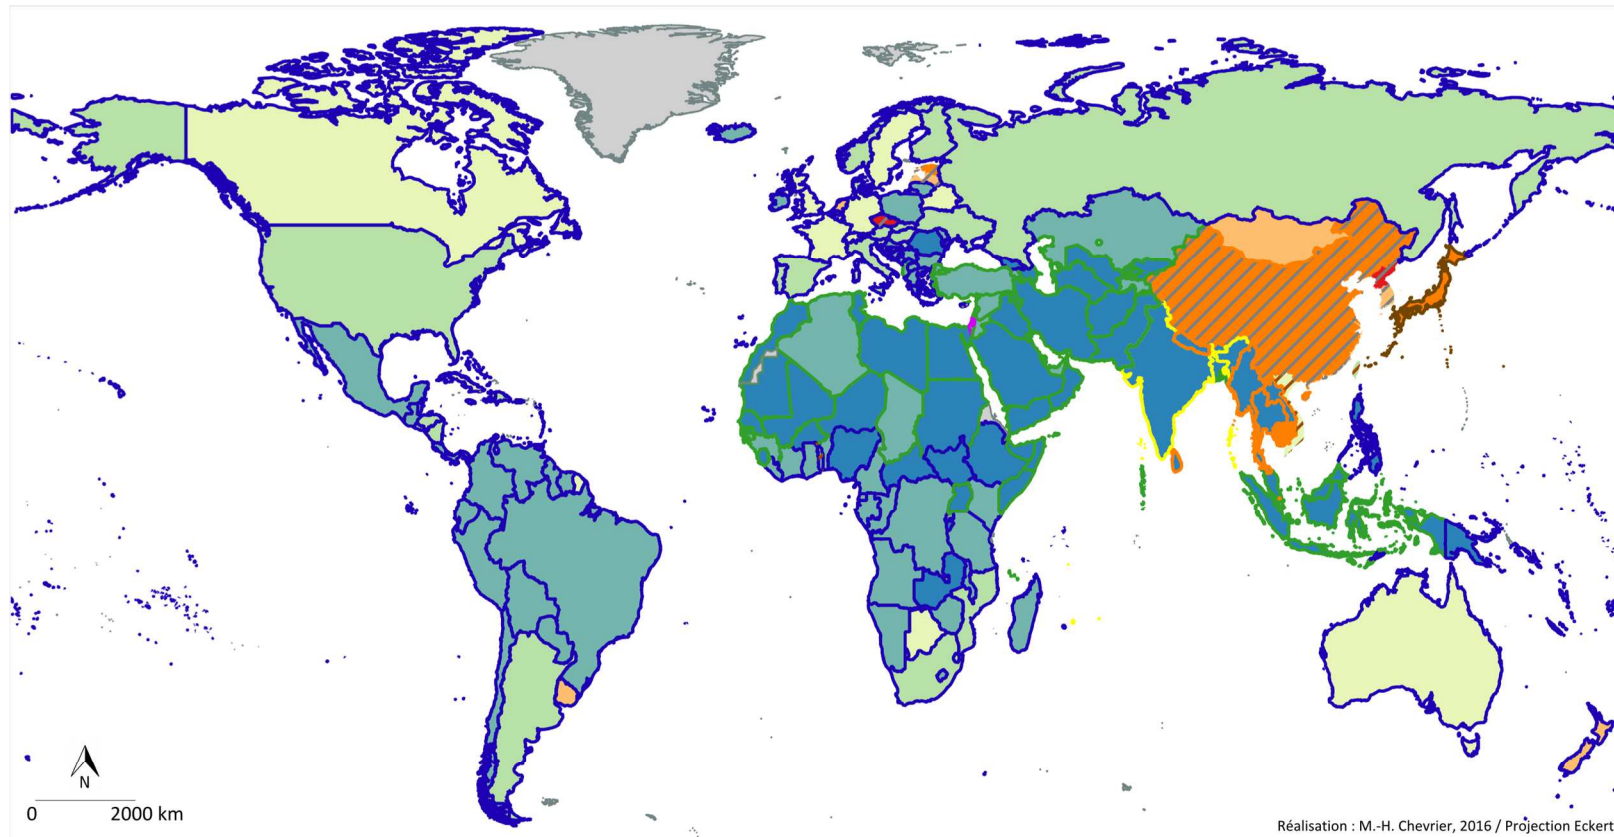 N
0 2000 km
Réalisation : M.-H. Chevrier, 2016 / Projection Eckert